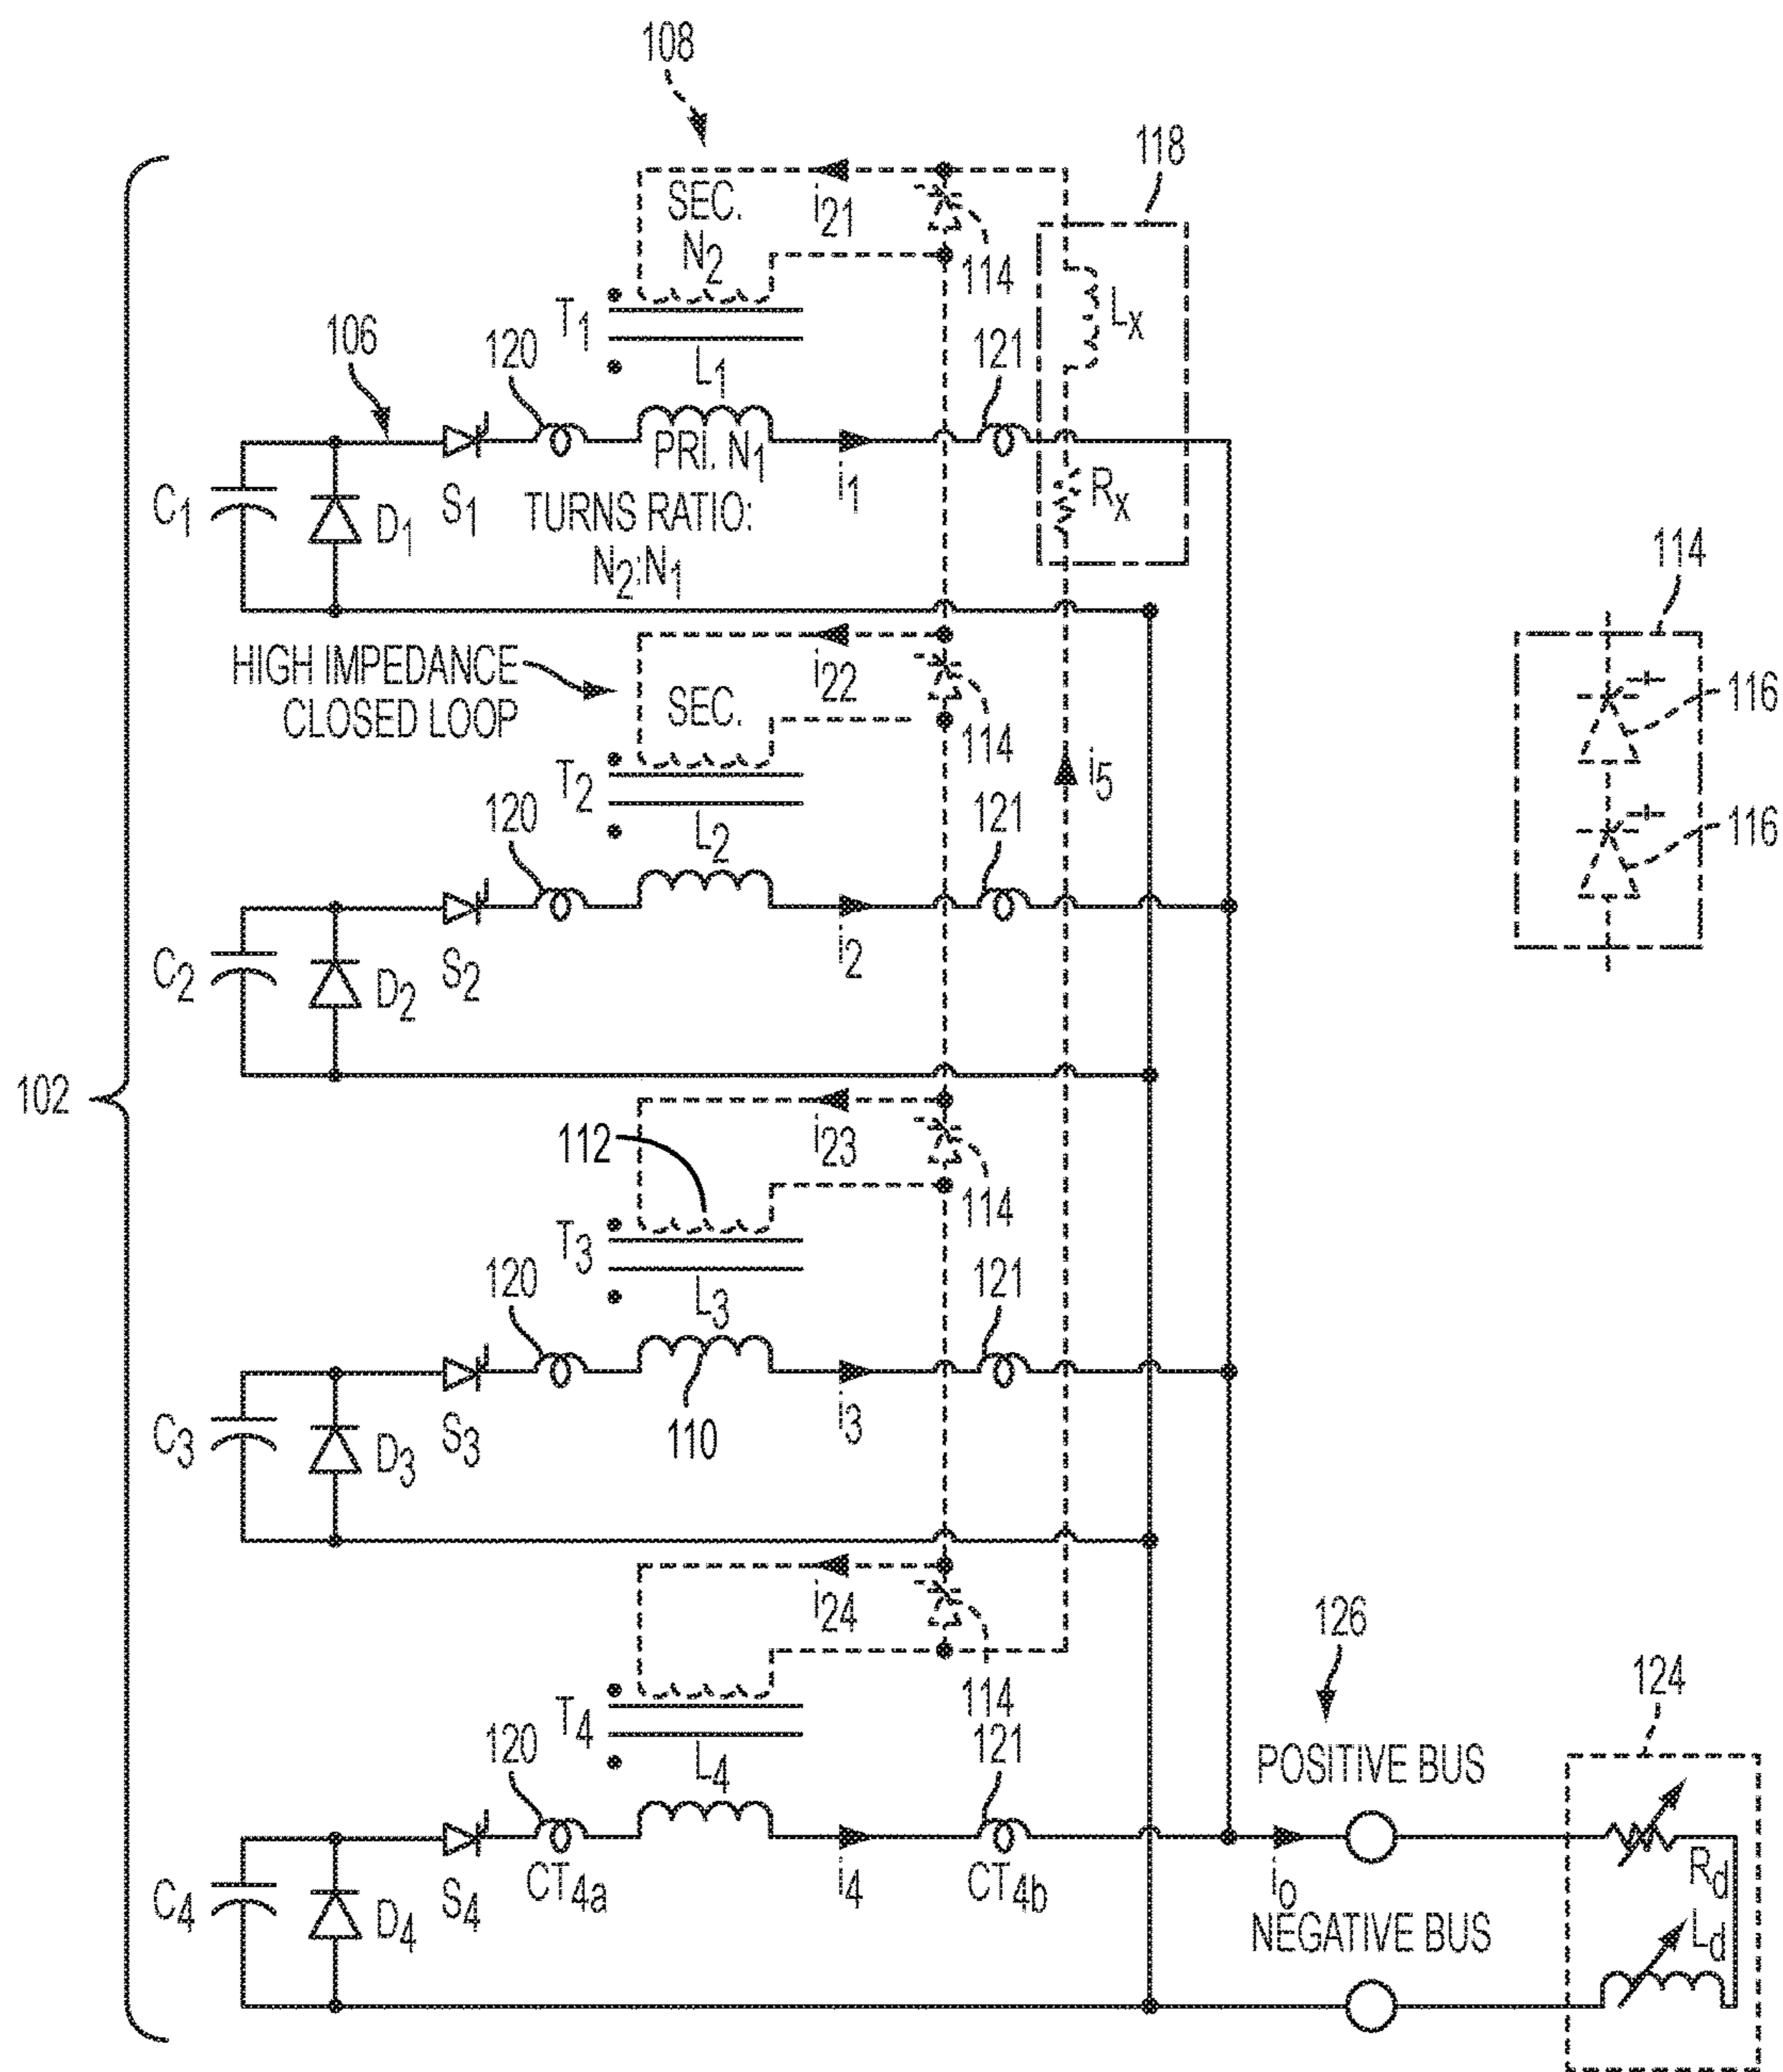 108
118
SEC.
N2
i21
114
T1
Lx
106
120
L1
121
PRI. N1
i1
Rx
C1
D1
S1
TURNS RATIO:
N2:N1
114
HIGH IMPEDANCE
CLOSED LOOP
i22
SEC.
114
116
T2
i5
120
L2
121
116
C2
D2
S2
i2
102
112
i23
114
T3
120
L3
121
C3
D3
S3
110
i3
i24
126
114
124
T4
120
L4
121
POSITIVE BUS
C4
D4
S4
CT4a
i4
CT4b
io
Rd
NEGATIVE BUS
Ld